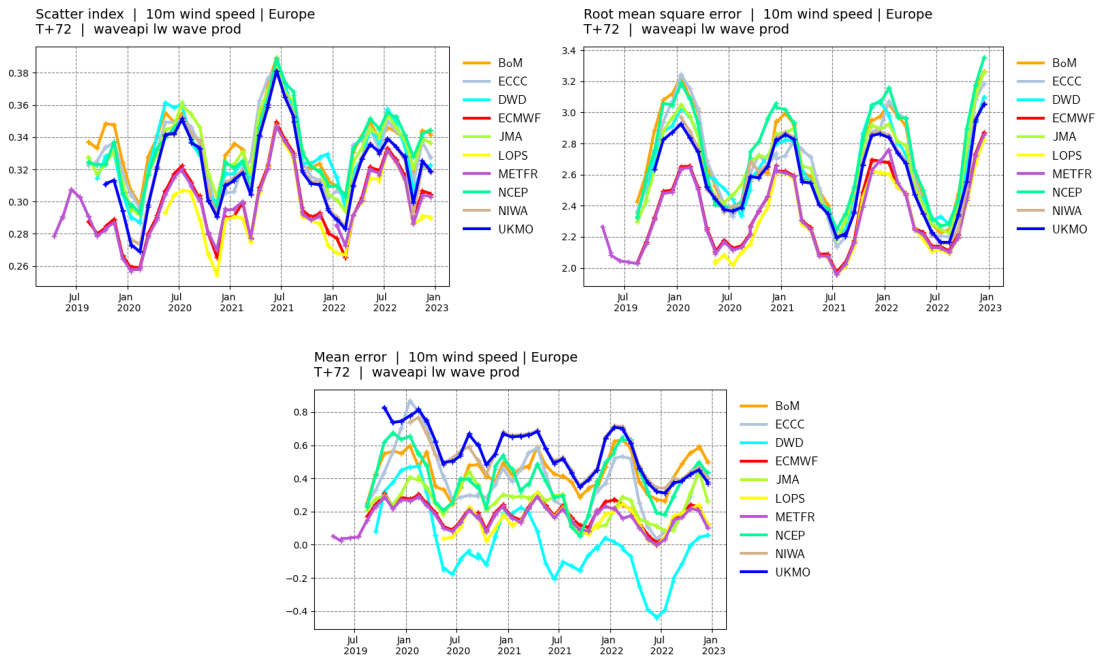 Scatter index | 10m wind speed | Europe
T+72 | waveapi lw wave prod
0.38
0.36
0.34
0.32
0.30
0.28
0.26
Jul
2019
Jan
2020
Jul
2020
Jan
2021
Jul
2021
Jan
2022
Jul
2022
Jan
2023
BoM
ECCC
DWD
ECMWF
JMA
LOPS
METFR
NCEP
NIWA
UKMO
Root mean square error | 10m wind speed | Europe
T+72 | waveapi lw wave prod
3.4
3.2
3.0
2.8
2.6
2.4
2.2
2.0
Jul
2019
Jan
2020
Jul
2020
Jan
2021
Jul
2021
Jan
2022
Jul
2022
Jan
2023
BoM
ECCC
DWD
ECMWF
JMA
LOPS
METFR
NCEP
NIWA
UKMO
Mean error | 10m wind speed | Europe
T+72 | waveapi lw wave prod
0.8
0.6
0.4
0.2
0.0
−0.2
−0.4
Jul
2019
Jan
2020
Jul
2020
Jan
2021
Jul
2021
Jan
2022
Jul
2022
Jan
2023
BoM
ECCC
DWD
ECMWF
JMA
LOPS
METFR
NCEP
NIWA
UKMO